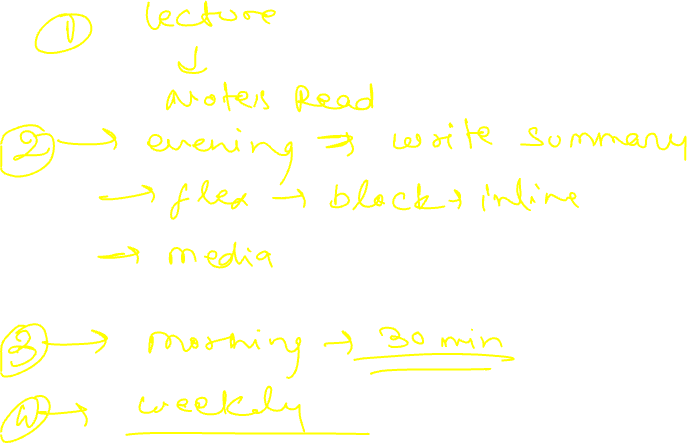 ① lecture
↓
Notes Read
② → evening ⇒ write summary
→ flex → block → inline
→ media
③ → morning → 30 min
④ → weekly